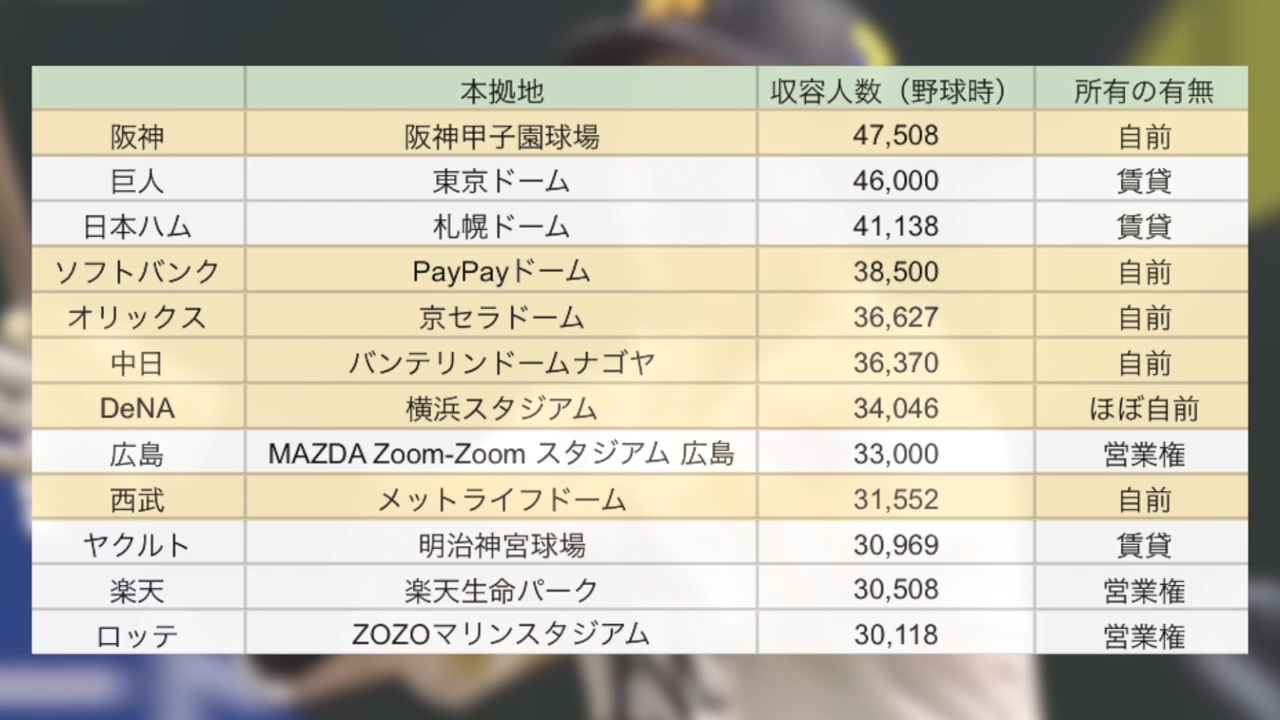 本拠地 収容人数（野球時） 所有の有無
阪神 阪神甲子園球場 47,508 自前
巨人 東京ドーム 46,000 賃貸
日本ハム 札幌ドーム 41,138 賃貸
ソフトバンク PayPayドーム 38,500 自前
オリックス 京セラドーム 36,627 自前
中日 バンテリンドームナゴヤ 36,370 自前
DeNA 横浜スタジアム 34,046 ほぼ自前
広島 MAZDA Zoom-Zoom スタジアム 広島 33,000 営業権
西武 メットライフドーム 31,552 自前
ヤクルト 明治神宮球場 30,969 賃貸
楽天 楽天生命パーク 30,508 営業権
ロッテ ZOZOマリンスタジアム 30,118 営業権